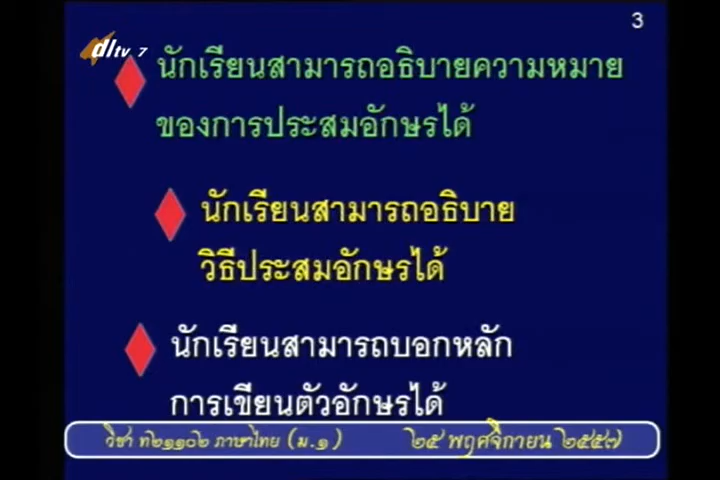 3
dltv 7
นักเรียนสามารถอธิบายความหมาย
ของการประสมอักษรได้
นักเรียนสามารถอธิบาย
วิธีประสมอักษรได้
นักเรียนสามารถบอกหลัก
การเขียนตัวอักษรได้
วิชา ท๒๑๑๐๒ ภาษาไทย (ม.๑) ๒๕ พฤศจิกายน ๒๕๕๗